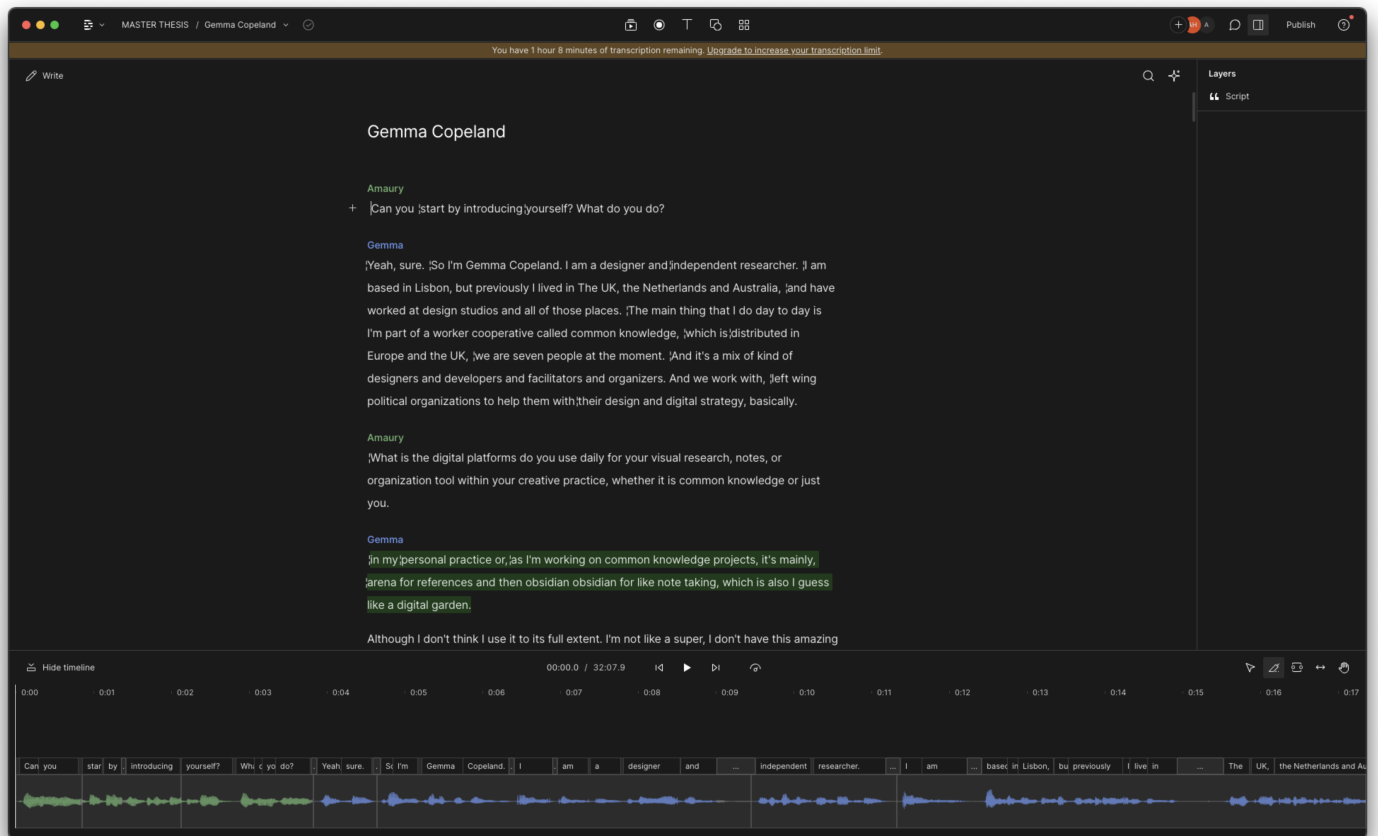 MASTER THESIS / Gemma Copeland
AH A
Publish
You have 1 hour 8 minutes of transcription remaining. Upgrade to increase your transcription limit.
Write
Layers
Script
Gemma Copeland
Amaury
Can you ¦start by introducing¦yourself? What do you do?
Gemma
¦Yeah, sure. ¦So I'm Gemma Copeland. I am a designer and¦independent researcher. ¦I am
based in Lisbon, but previously I lived in The UK, the Netherlands and Australia, ¦and have
worked at design studios and all of those places. ¦The main thing that I do day to day is
I'm part of a worker cooperative called common knowledge, ¦which is¦distributed in
Europe and the UK, ¦we are seven people at the moment. ¦And it's a mix of kind of
designers and developers and facilitators and organizers. And we work with, ¦left wing
political organizations to help them with¦their design and digital strategy, basically.
Amaury
¦What is the digital platforms do you use daily for your visual research, notes, or
organization tool within your creative practice, whether it is common knowledge or just
you.
Gemma
¦in my¦personal practice or,¦as I'm working on common knowledge projects, it's mainly,
¦arena for references and then obsidian obsidian for like note taking, which is also I guess
like a digital garden.
Although I don't think I use it to its full extent. I'm not like a super, I don't have this amazing
Hide timeline
00:00.0 / 32:07.9
0:00 0:01 0:02 0:03 0:04 0:05 0:06 0:07 0:08 0:09 0:10 0:11 0:12 0:13 0:14 0:15 0:16 0:17
Can you star by . introducing yourself? Wha d yo do? . Yeah, sure. . So I'm Gemma Copeland. . I . am a designer and ... independent researcher. ... I am ... based in Lisbon, bu previously I live in ... The UK, the Netherlands and Au